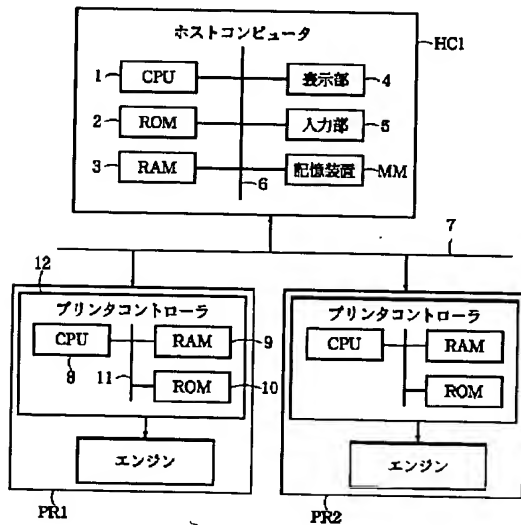 ホストコンピュータ
HC1
1 CPU 表示部 4
2 ROM 入力部 5
3 RAM 記憶装置 MM
6
7
12
プリンタコントローラ
CPU RAM 9
8 11 ROM 10
エンジン
PR1
プリンタコントローラ
CPU RAM
ROM
エンジン
PR2